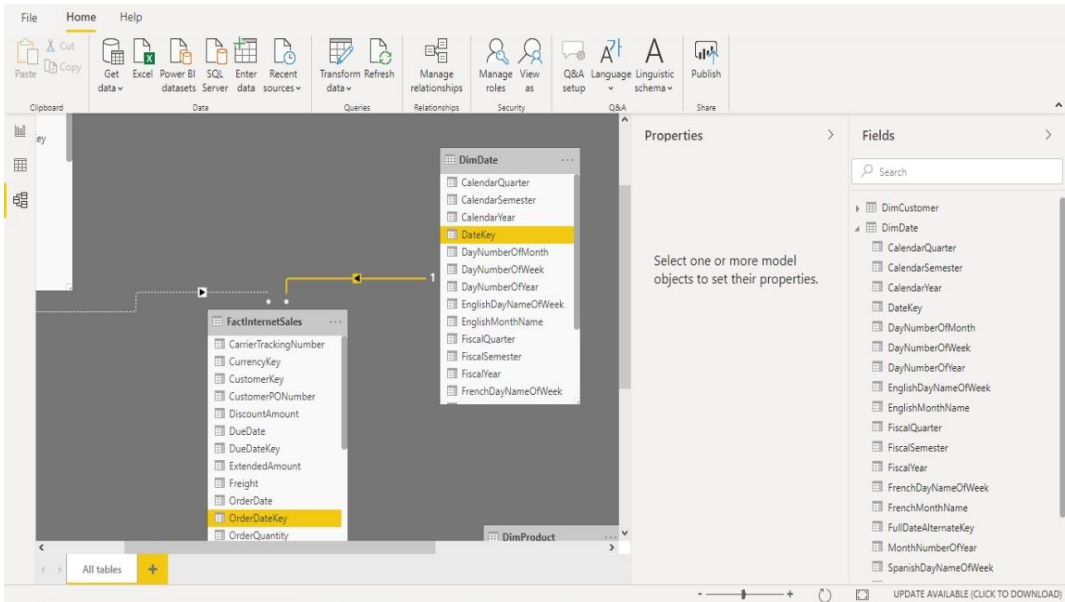 File Home Help
Cut
Copy
Paste
Get data
Excel
Power BI datasets
SQL Server
Enter data
Recent sources
Transform data
Refresh
Manage relationships
Manage roles
View as
Q&A setup
Language
Linguistic schema
Publish
Clipboard Data Queries Relationships Security Q&A Share
ey
DimDate ...
CalendarQuarter
CalendarSemester
CalendarYear
DateKey
DayNumberOfMonth
DayNumberOfWeek
DayNumberOfYear
EnglishDayNameOfWeek
EnglishMonthName
FiscalQuarter
FiscalSemester
FiscalYear
FrenchDayNameOfWeek
1
* *
FactInternetSales ...
CarrierTrackingNumber
CurrencyKey
CustomerKey
CustomerPONumber
DiscountAmount
DueDate
DueDateKey
ExtendedAmount
Freight
OrderDate
OrderDateKey
OrderQuantity
DimProduct ...
Properties
Select one or more model
objects to set their properties.
Fields
Search
DimCustomer
DimDate
CalendarQuarter
CalendarSemester
CalendarYear
DateKey
DayNumberOfMonth
DayNumberOfWeek
DayNumberOfYear
EnglishDayNameOfWeek
EnglishMonthName
FiscalQuarter
FiscalSemester
FiscalYear
FrenchDayNameOfWeek
FrenchMonthName
FullDateAlternateKey
MonthNumberOfYear
SpanishDayNameOfWeek
All tables +
- +
UPDATE AVAILABLE (CLICK TO DOWNLOAD)